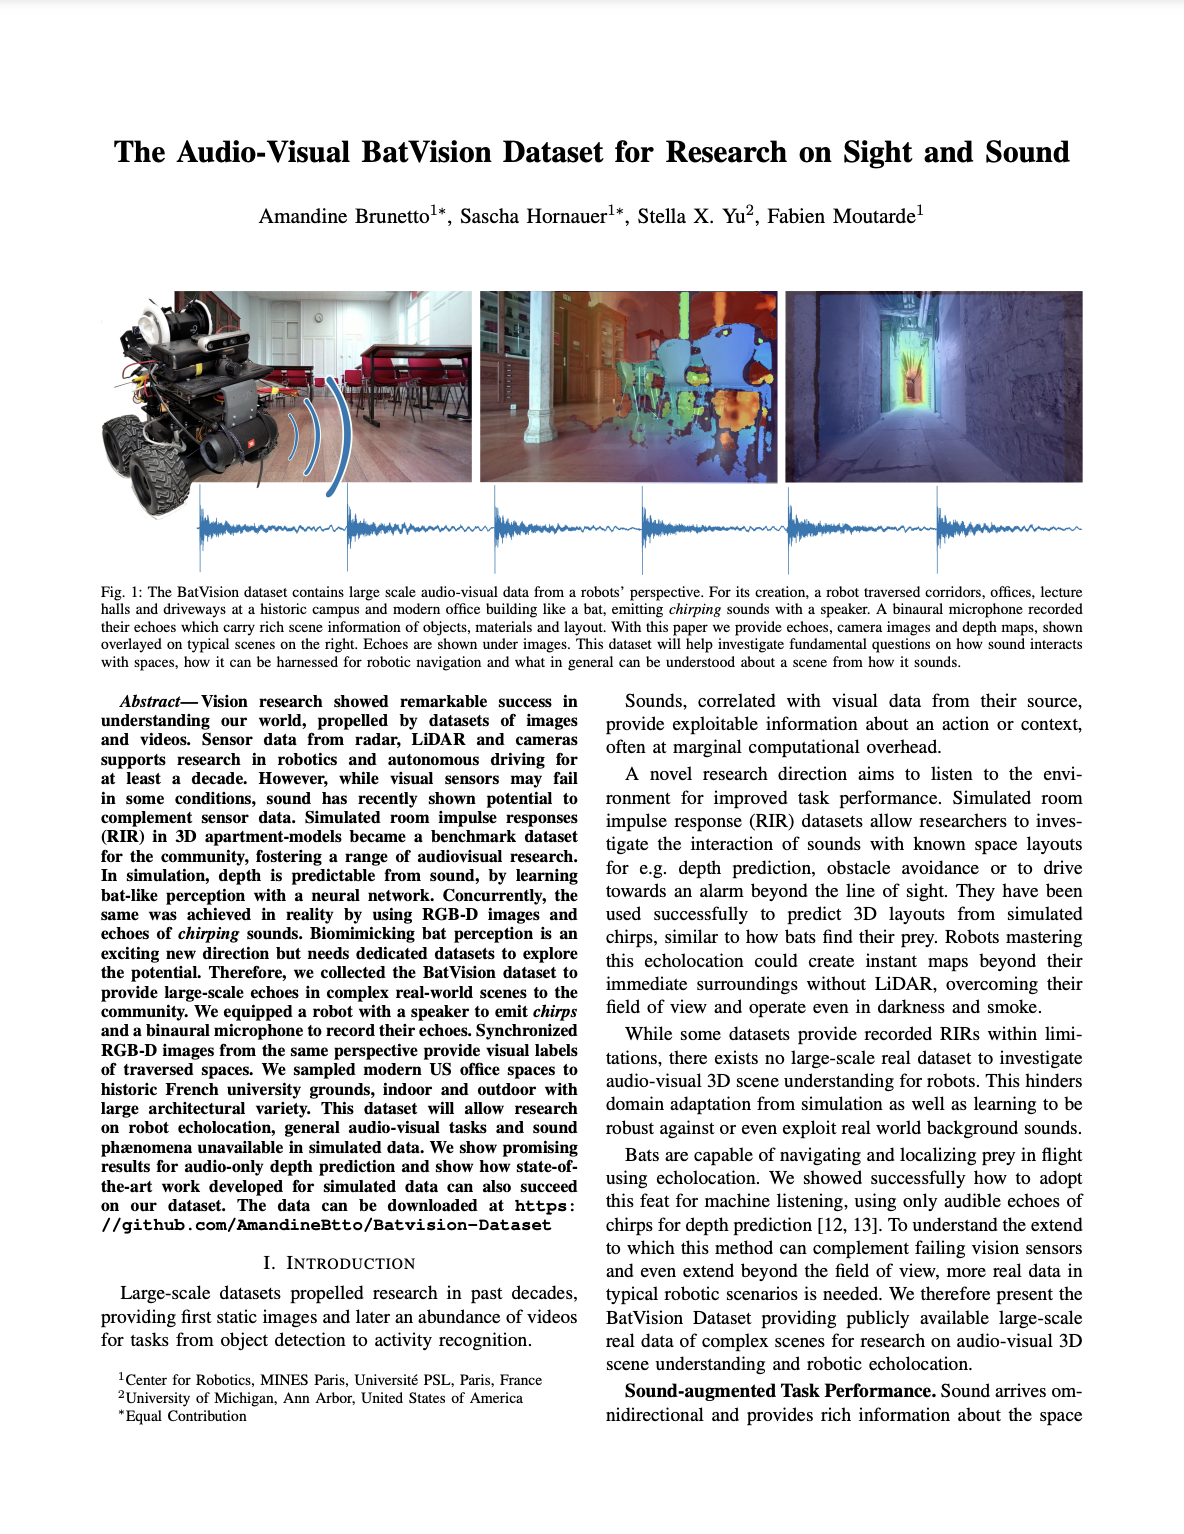 The Audio-Visual BatVision Dataset for Research on Sight and Sound
Amandine Brunetto1*, Sascha Hornauer1*, Stella X. Yu2, Fabien Moutarde1
Fig. 1: The BatVision dataset contains large scale audio-visual data from a robots' perspective. For its creation, a robot traversed corridors, offices, lecture
halls and driveways at a historic campus and modern office building like a bat, emitting chirping sounds with a speaker. A binaural microphone recorded
their echoes which carry rich scene information of objects, materials and layout. With this paper we provide echoes, camera images and depth maps, shown
overlayed on typical scenes on the right. Echoes are shown under images. This dataset will help investigate fundamental questions on how sound interacts
with spaces, how it can be harnessed for robotic navigation and what in general can be understood about a scene from how it sounds.
Abstract— Vision research showed remarkable success in
understanding our world, propelled by datasets of images
and videos. Sensor data from radar, LiDAR and cameras
supports research in robotics and autonomous driving for
at least a decade. However, while visual sensors may fail
in some conditions, sound has recently shown potential to
complement sensor data. Simulated room impulse responses
(RIR) in 3D apartment-models became a benchmark dataset
for the community, fostering a range of audiovisual research.
In simulation, depth is predictable from sound, by learning
bat-like perception with a neural network. Concurrently, the
same was achieved in reality by using RGB-D images and
echoes of chirping sounds. Biomimicking bat perception is an
exciting new direction but needs dedicated datasets to explore
the potential. Therefore, we collected the BatVision dataset to
provide large-scale echoes in complex real-world scenes to the
community. We equipped a robot with a speaker to emit chirps
and a binaural microphone to record their echoes. Synchronized
RGB-D images from the same perspective provide visual labels
of traversed spaces. We sampled modern US office spaces to
historic French university grounds, indoor and outdoor with
large architectural variety. This dataset will allow research
on robot echolocation, general audio-visual tasks and sound
phænomena unavailable in simulated data. We show promising
results for audio-only depth prediction and show how state-of-
the-art work developed for simulated data can also succeed
on our dataset. The data can be downloaded at https:
//github.com/AmandineBtto/Batvision-Dataset
I. INTRODUCTION
Large-scale datasets propelled research in past decades,
providing first static images and later an abundance of videos
for tasks from object detection to activity recognition.
1Center for Robotics, MINES Paris, Université PSL, Paris, France
2University of Michigan, Ann Arbor, United States of America
*Equal Contribution
Sounds, correlated with visual data from their source,
provide exploitable information about an action or context,
often at marginal computational overhead.
A novel research direction aims to listen to the envi-
ronment for improved task performance. Simulated room
impulse response (RIR) datasets allow researchers to inves-
tigate the interaction of sounds with known space layouts
for e.g. depth prediction, obstacle avoidance or to drive
towards an alarm beyond the line of sight. They have been
used successfully to predict 3D layouts from simulated
chirps, similar to how bats find their prey. Robots mastering
this echolocation could create instant maps beyond their
immediate surroundings without LiDAR, overcoming their
field of view and operate even in darkness and smoke.
While some datasets provide recorded RIRs within limi-
tations, there exists no large-scale real dataset to investigate
audio-visual 3D scene understanding for robots. This hinders
domain adaptation from simulation as well as learning to be
robust against or even exploit real world background sounds.
Bats are capable of navigating and localizing prey in flight
using echolocation. We showed successfully how to adopt
this feat for machine listening, using only audible echoes of
chirps for depth prediction [12, 13]. To understand the extend
to which this method can complement failing vision sensors
and even extend beyond the field of view, more real data in
typical robotic scenarios is needed. We therefore present the
BatVision Dataset providing publicly available large-scale
real data of complex scenes for research on audio-visual 3D
scene understanding and robotic echolocation.
Sound-augmented Task Performance. Sound arrives om-
nidirectional and provides rich information about the space